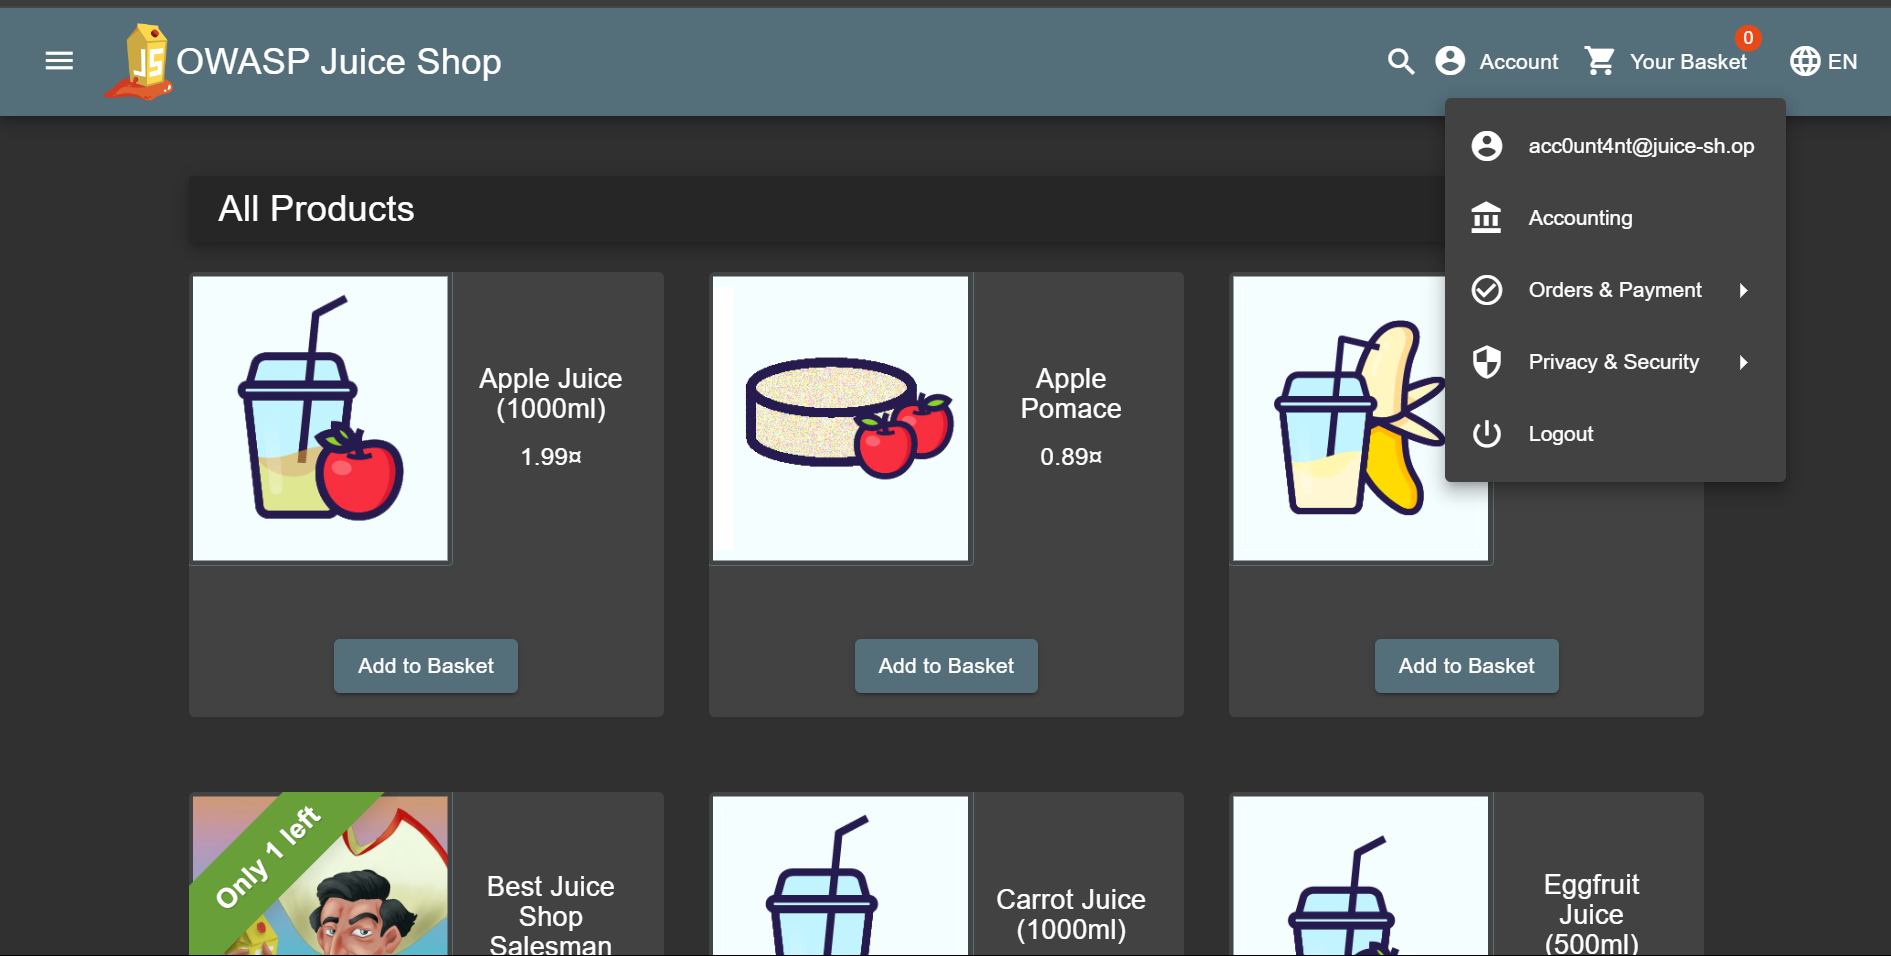 OWASP Juice Shop
Account
Your Basket
0
EN
acc0unt4nt@juice-sh.op
Accounting
Orders & Payment
Privacy & Security
Logout
All Products
Apple Juice
(1000ml)
1.99¤
Add to Basket
Apple
Pomace
0.89¤
Add to Basket
Add to Basket
Only 1 left
Best Juice
Shop
Salesman
Carrot Juice
(1000ml)
Eggfruit
Juice
(500ml)
JS